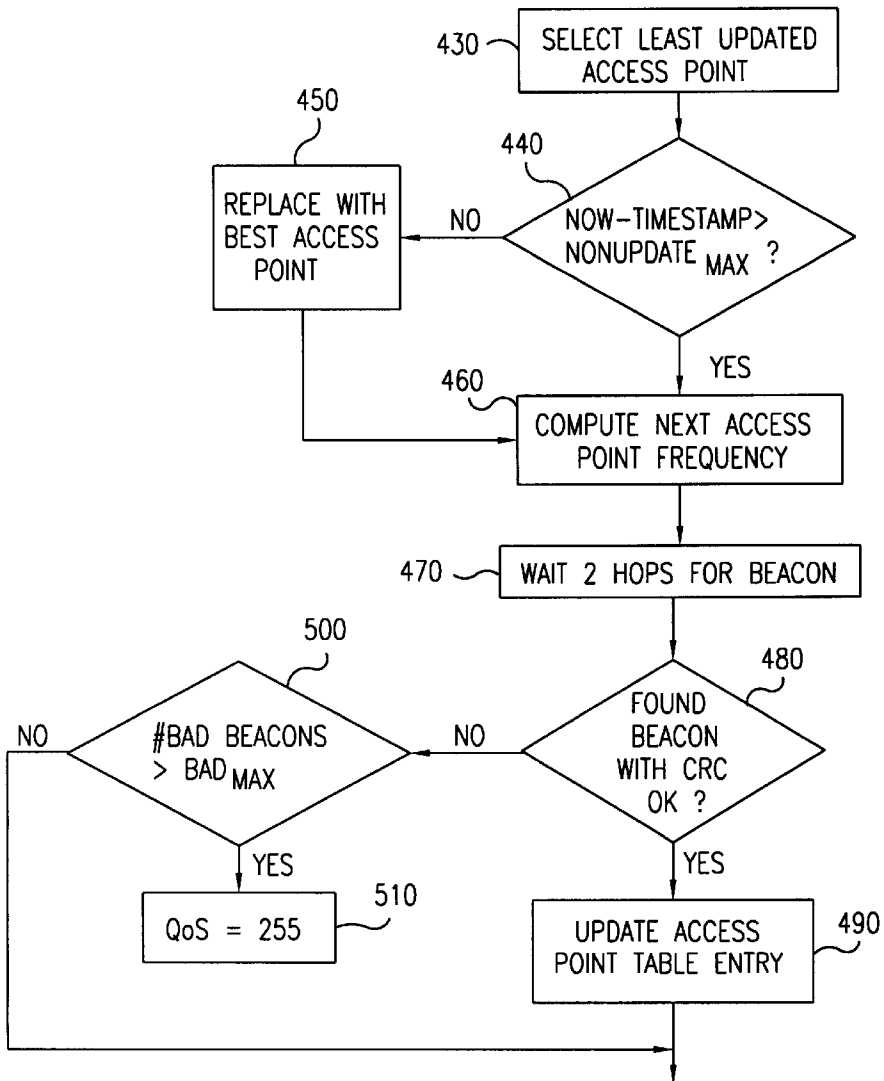 430
SELECT LEAST UPDATED
ACCESS POINT
450
440
REPLACE WITH
BEST ACCESS
POINT
NO
NOW-TIMESTAMP>
NONUPDATE MAX ?
YES
460
COMPUTE NEXT ACCESS
POINT FREQUENCY
470
WAIT 2 HOPS FOR BEACON
500
480
NO
#BAD BEACONS
> BAD MAX
NO
FOUND
BEACON
WITH CRC
OK ?
YES
YES
510
QoS = 255
490
UPDATE ACCESS
POINT TABLE ENTRY